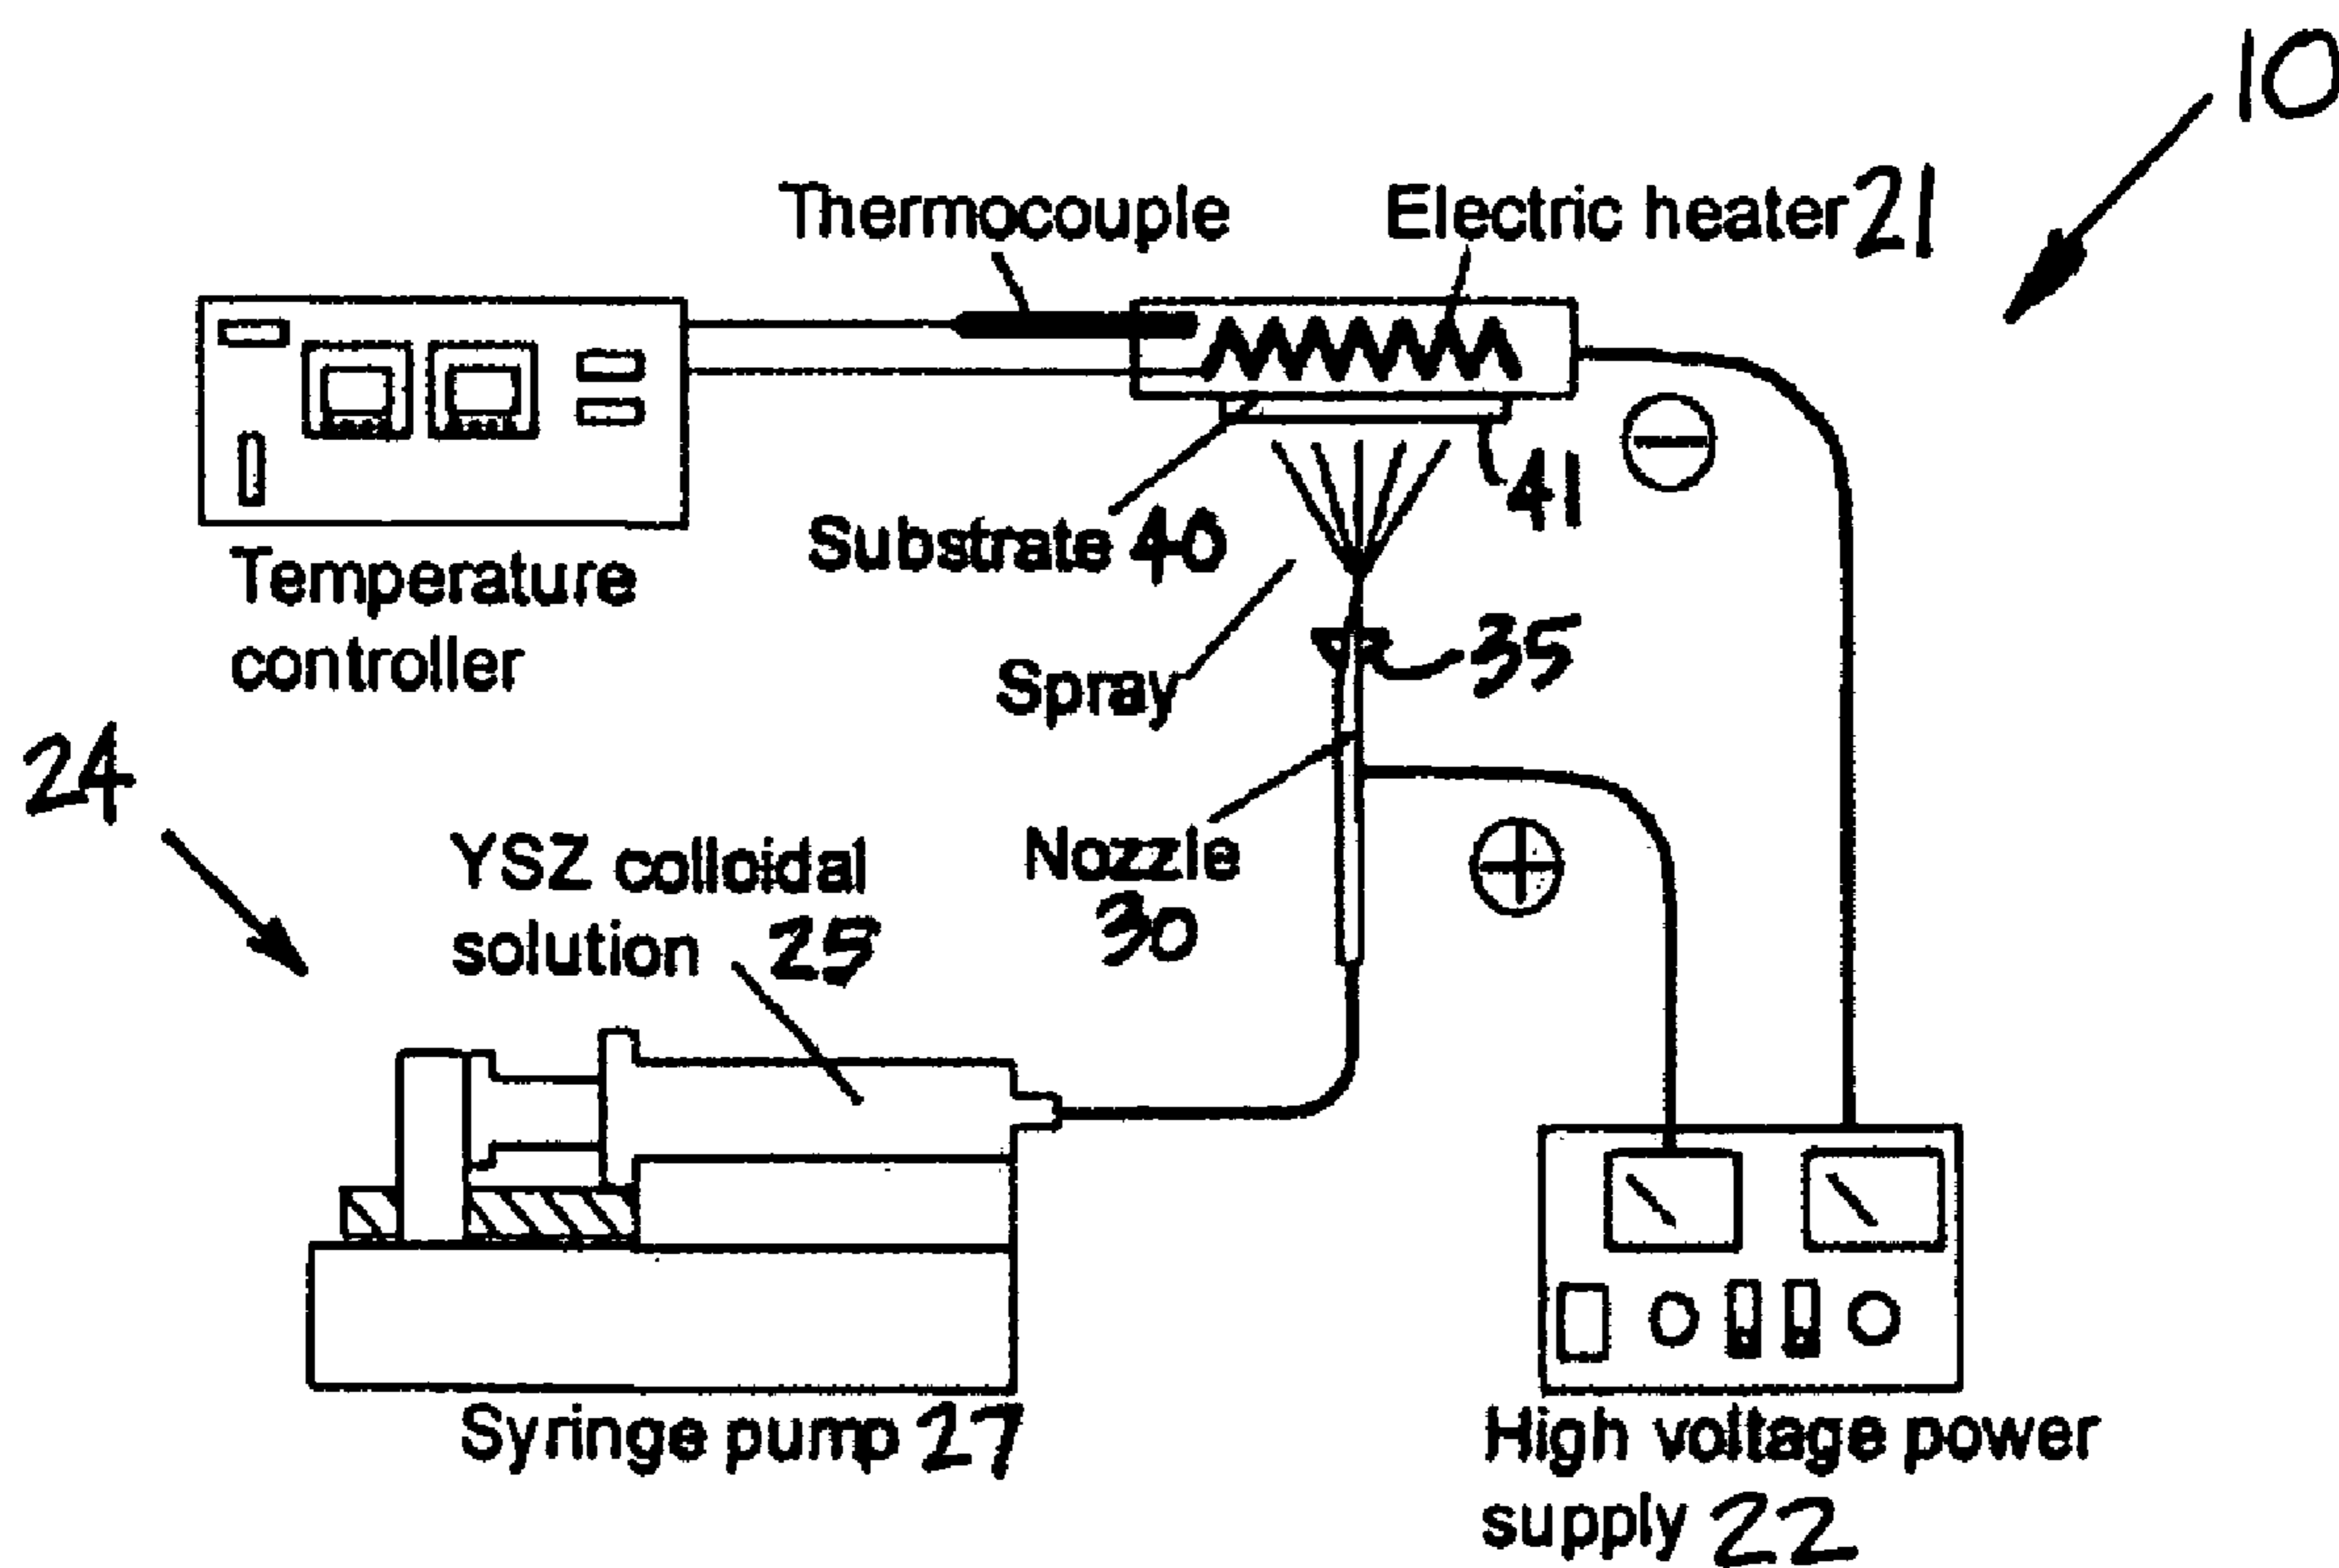 10
Thermocouple
Electric heater 21
41
Substrate 40
Temperature
controller
35
Spray
24
YSZ colloidal
solution 25
Nozzle
30
Syringe pump 27
High voltage power
supply 22